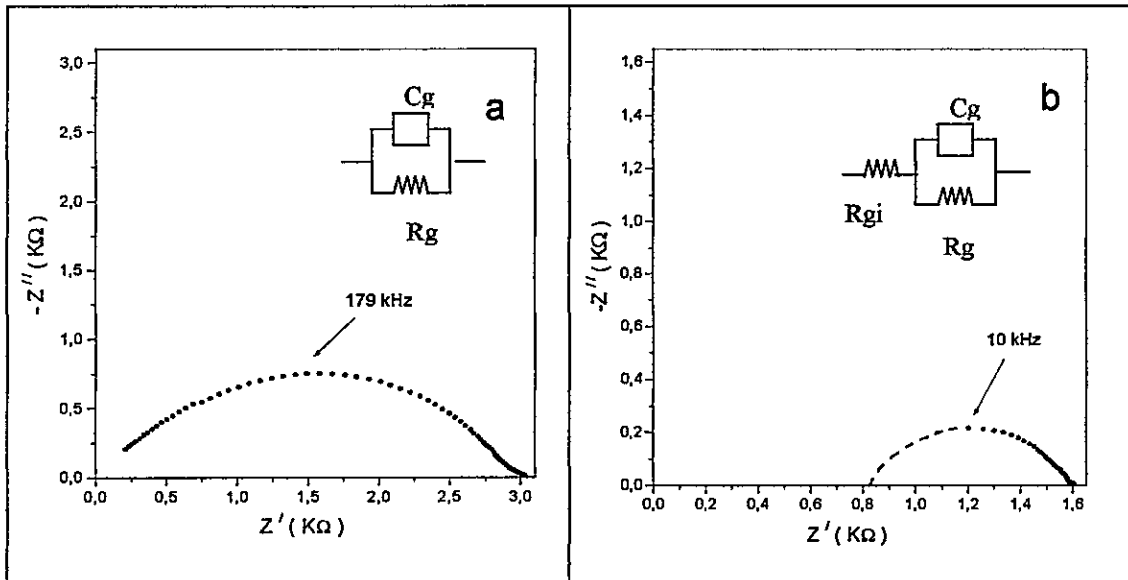 a
Cg
Rg
179 kHz
3,0
2,5
2,0
1,5
1,0
0,5
0,0
-Z'' (KΩ)
0,0 0,5 1,0 1,5 2,0 2,5 3,0
Z' (KΩ)
b
Cg
Rgi
Rg
10 kHz
1,6
1,4
1,2
1,0
0,8
0,6
0,4
0,2
0,0
-Z'' (KΩ)
0,0 0,2 0,4 0,6 0,8 1,0 1,2 1,4 1,6
Z' (KΩ)